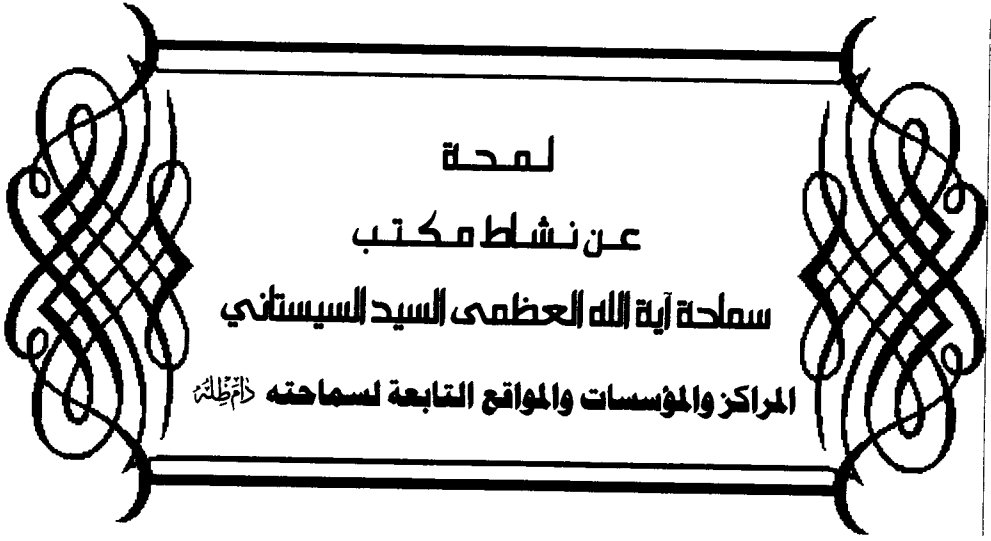 لمحة
عن نشاط مكتب
سماحة آية الله العظمى السيد السيستاني
المراكز والمؤسسات والمواقع التابعة لسماحته دام ظله